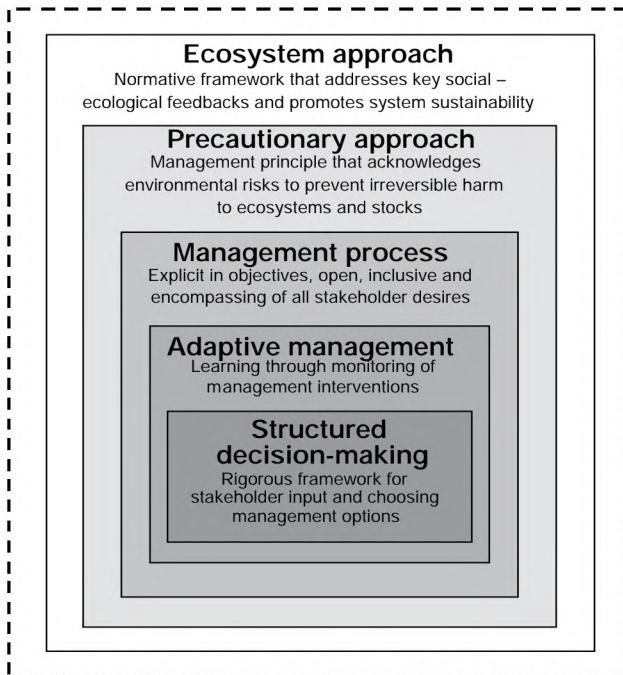 Ecosystem approach
Normative framework that addresses key social –
ecological feedbacks and promotes system sustainability
Precautionary approach
Management principle that acknowledges
environmental risks to prevent irreversible harm
to ecosystems and stocks
Management process
Explicit in objectives, open, inclusive and
encompassing of all stakeholder desires
Adaptive management
Learning through monitoring of
management interventions
Structured
decision-making
Rigorous framework for
stakeholder input and choosing
management options